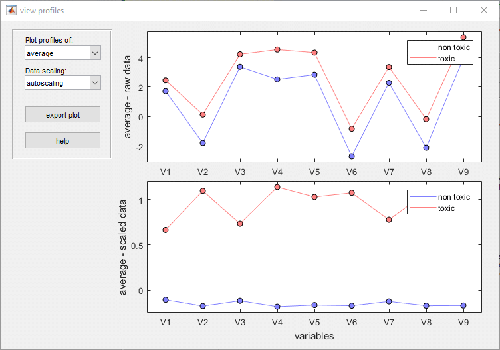 view profiles
Plot profiles of:
average
Data scaling:
autoscaling
export plot
help
average - raw data
4
2
0
-2
non toxic
toxic
V1 V2 V3 V4 V5 V6 V7 V8 V9
average - scaled data
1
0.5
0
non toxic
toxic
V1 V2 V3 V4 V5 V6 V7 V8 V9
variables